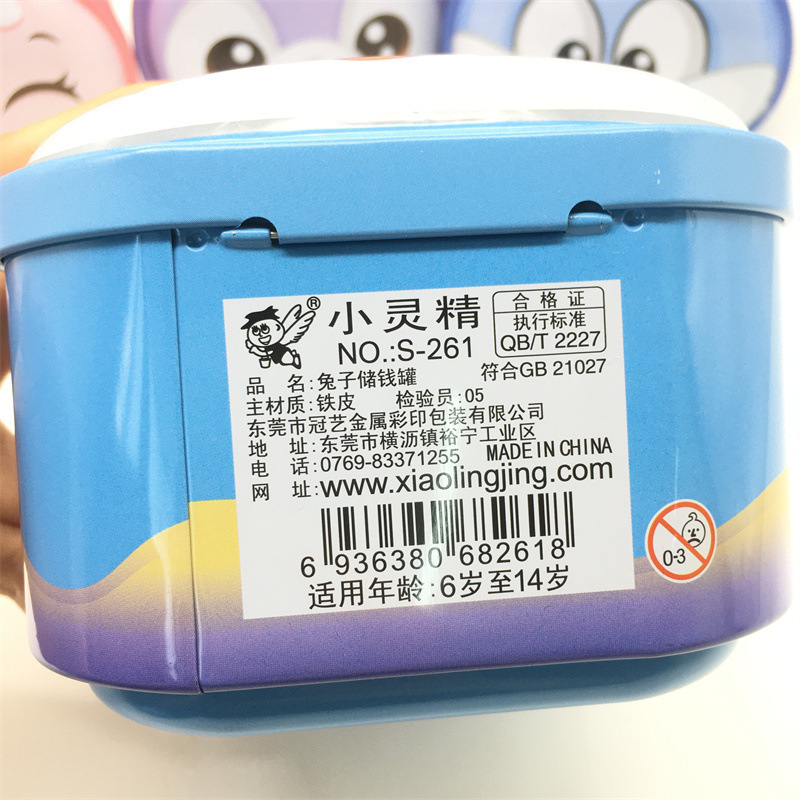 小灵精®
NO.:S-261
合格证
执行标准
QB/T 2227
符合GB 21027
品 名:兔子储钱罐
主材质:铁皮 检验员:05
东莞市冠艺金属彩印包装有限公司
地 址:东莞市横沥镇裕宁工业区
电 话:0769-83371255 MADE IN CHINA
网 址:www.xiaolingjing.com
6 936380 682618
适用年龄:6岁至14岁
0-3